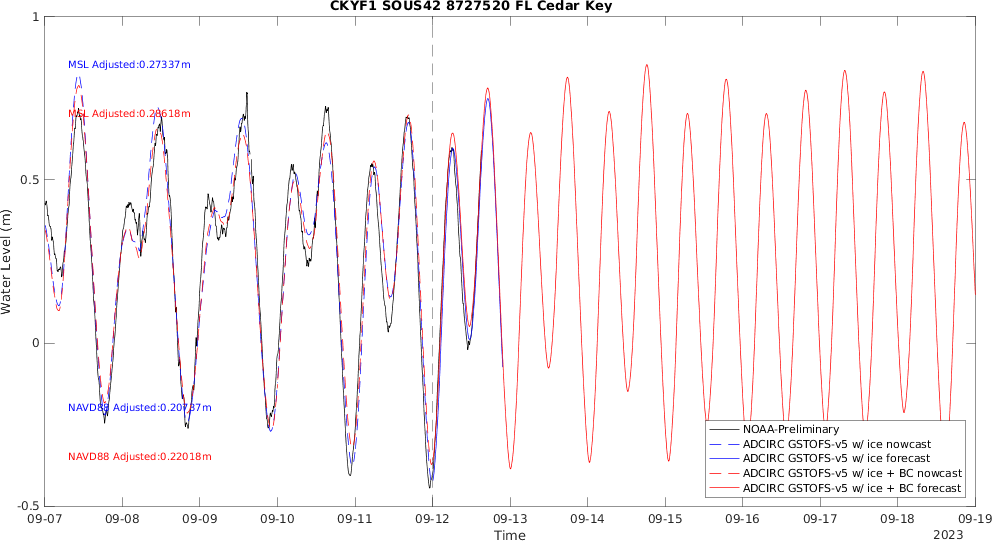 CKYF1 SOUS42 8727520 FL Cedar Key
1
0.5
0
-0.5
Water Level (m)
MSL Adjusted:0.27337m
MSL Adjusted:0.28618m
NAVD88 Adjusted:0.20737m
NAVD88 Adjusted:0.22018m
NOAA-Preliminary
ADCIRC GSTOFS-v5 w/ ice nowcast
ADCIRC GSTOFS-v5 w/ ice forecast
ADCIRC GSTOFS-v5 w/ ice + BC nowcast
ADCIRC GSTOFS-v5 w/ ice + BC forecast
09-07 09-08 09-09 09-10 09-11 09-12 09-13 09-14 09-15 09-16 09-17 09-18 09-19
Time
2023